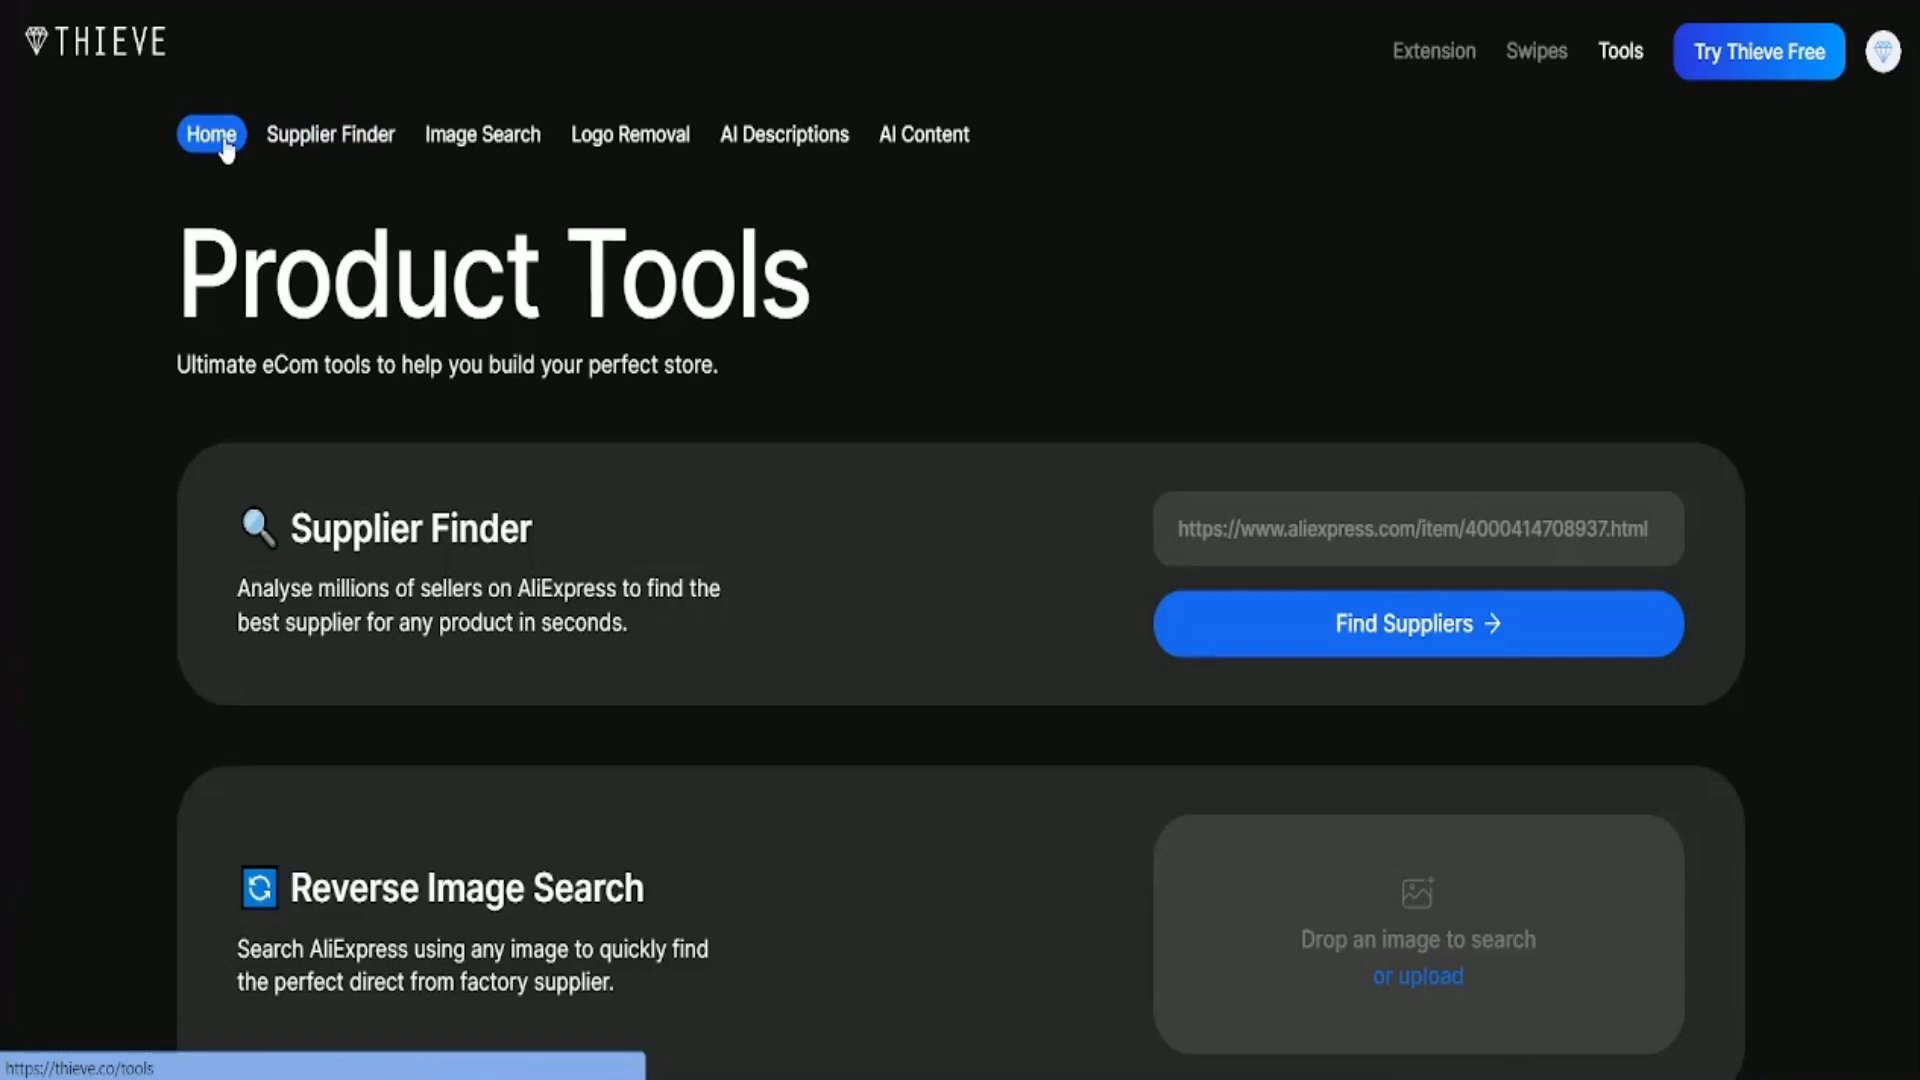 THIEVE
Extension Swipes Tools Try Thieve Free
Home Supplier Finder Image Search Logo Removal AI Descriptions AI Content
Product Tools
Ultimate eCom tools to help you build your perfect store.
Supplier Finder
Analyse millions of sellers on AliExpress to find the
best supplier for any product in seconds.
https://www.aliexpress.com/item/4000414708937.html
Find Suppliers →
Reverse Image Search
Search AliExpress using any image to quickly find
the perfect direct from factory supplier.
Drop an image to search
or upload
https://thieve.co/tools